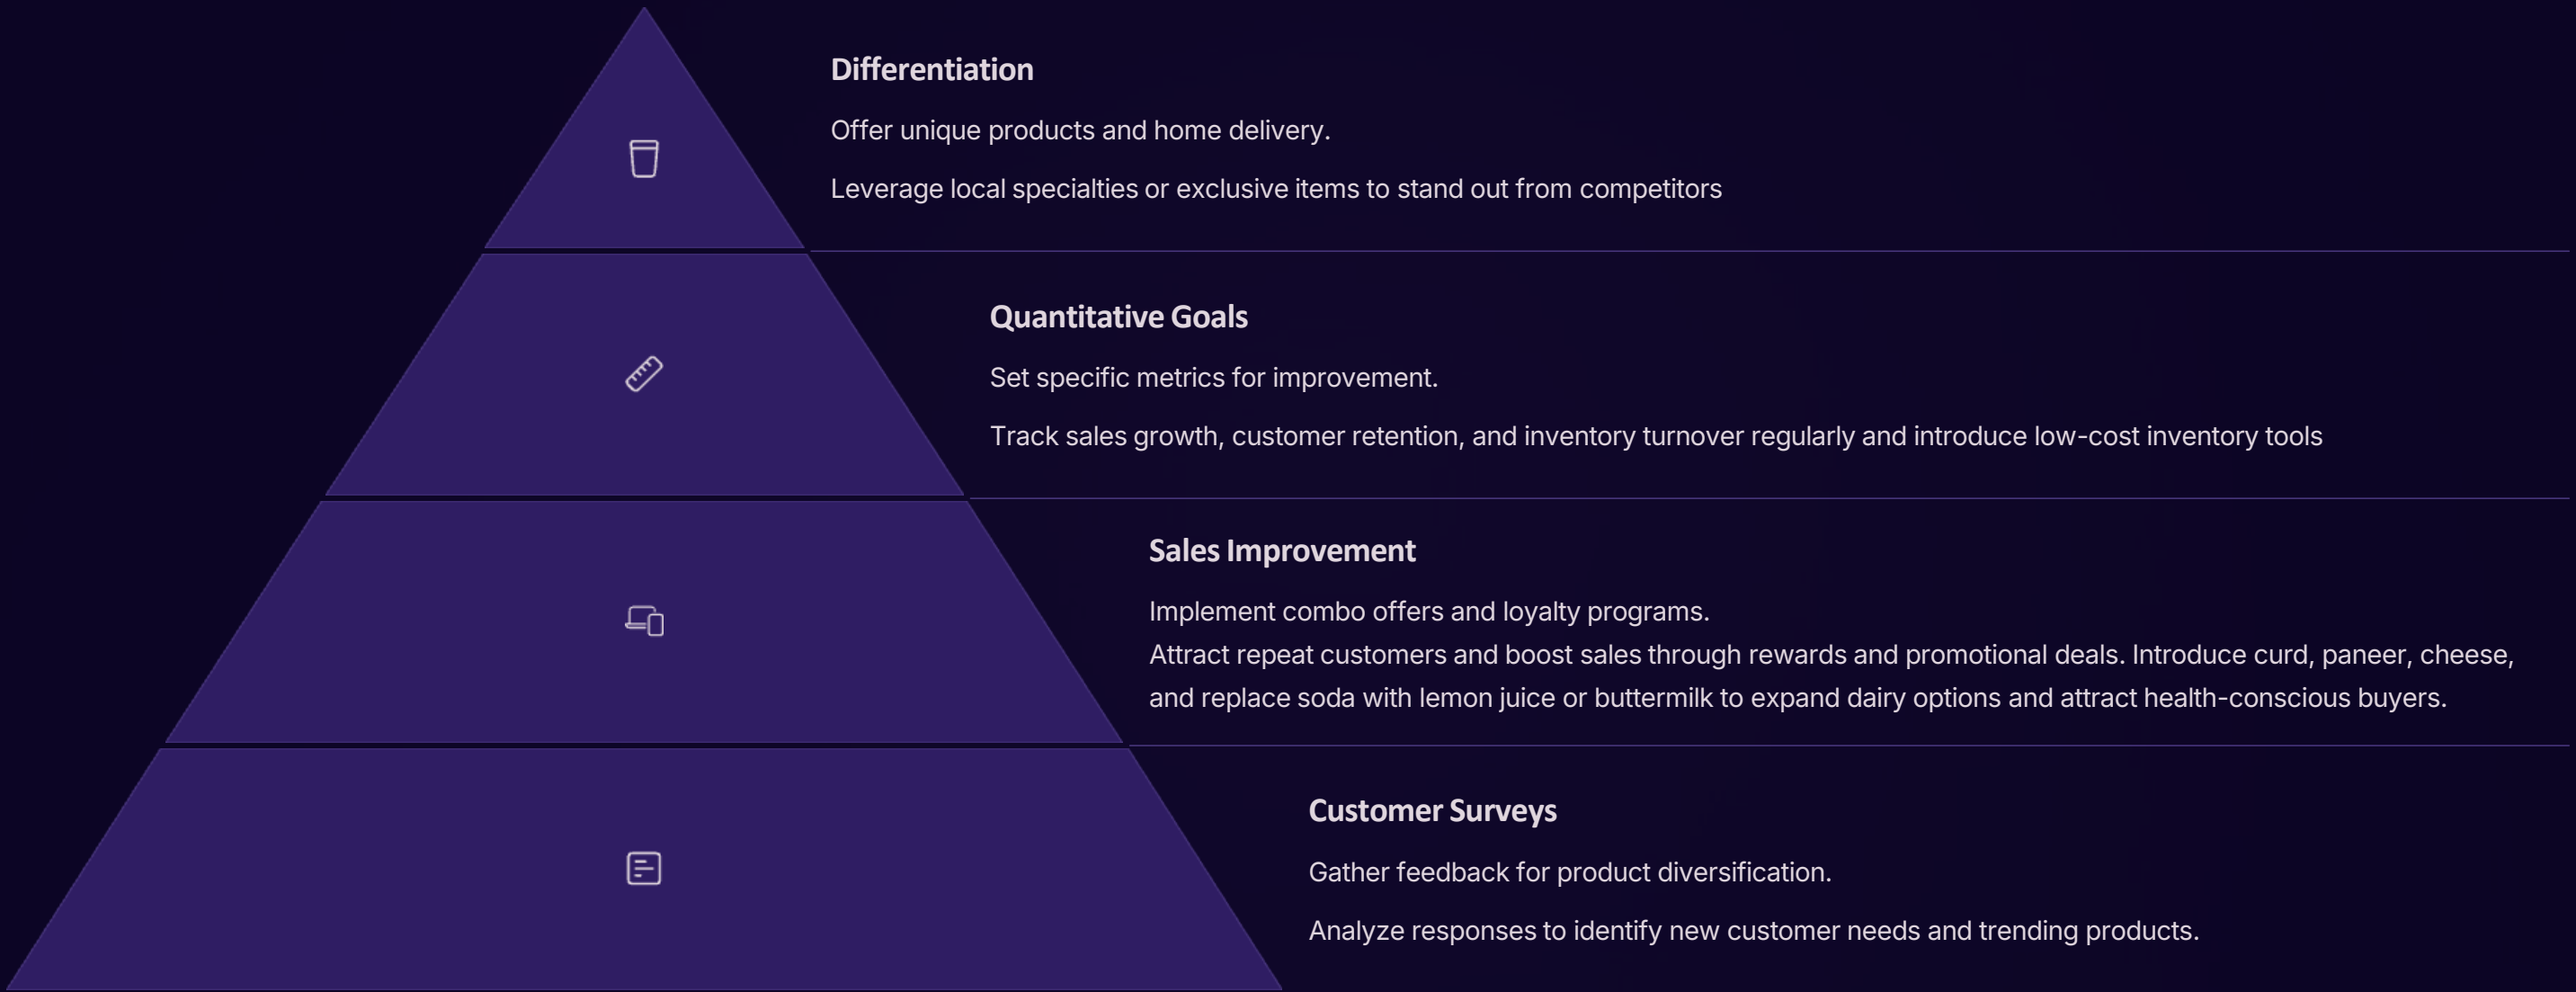 Differentiation
Offer unique products and home delivery.
Leverage local specialties or exclusive items to stand out from competitors
Quantitative Goals
Set specific metrics for improvement.
Track sales growth, customer retention, and inventory turnover regularly and introduce low-cost inventory tools
Sales Improvement
Implement combo offers and loyalty programs.
Attract repeat customers and boost sales through rewards and promotional deals. Introduce curd, paneer, cheese,
and replace soda with lemon juice or buttermilk to expand dairy options and attract health-conscious buyers.
Customer Surveys
Gather feedback for product diversification.
Analyze responses to identify new customer needs and trending products.